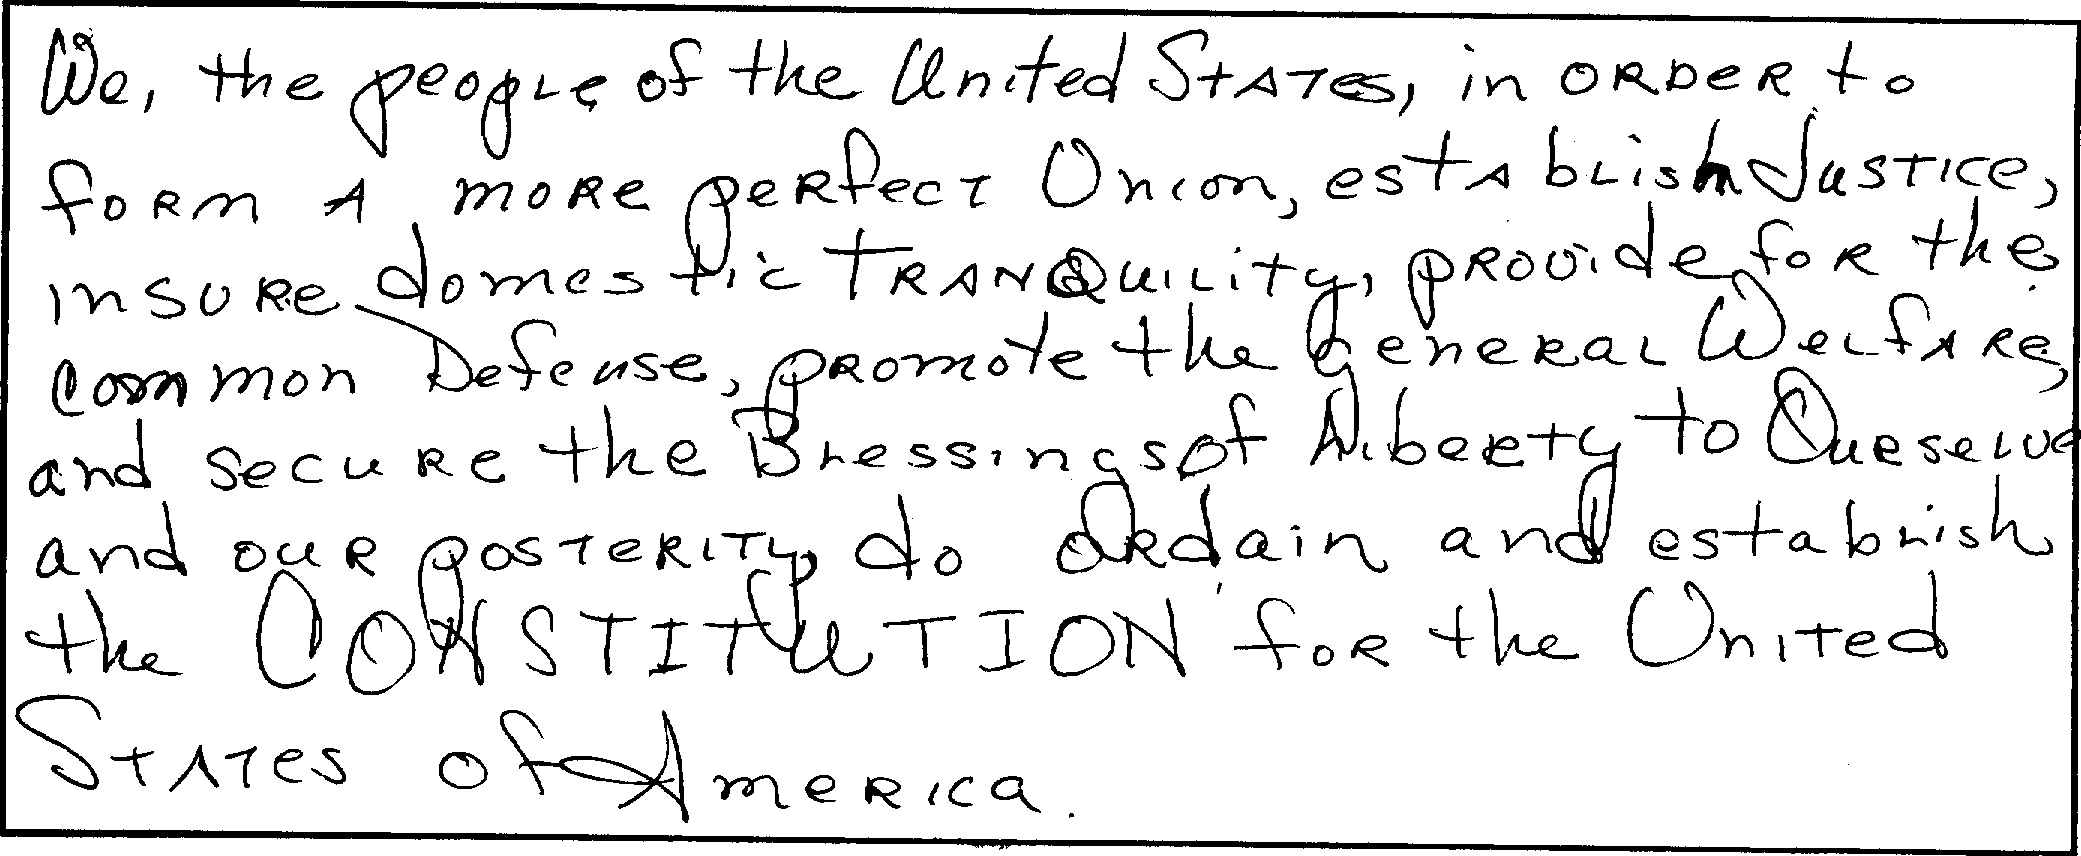 We, the people of the United States, in order to
form a more perfect Union, establish Justice,
insure domestic Tranquility, provide for the
common Defense, promote the general Welfare,
and secure the Blessings of Liberty to Ourselve
and our posterity, do ordain and establish
the CONSTITUTION for the United
States of America.